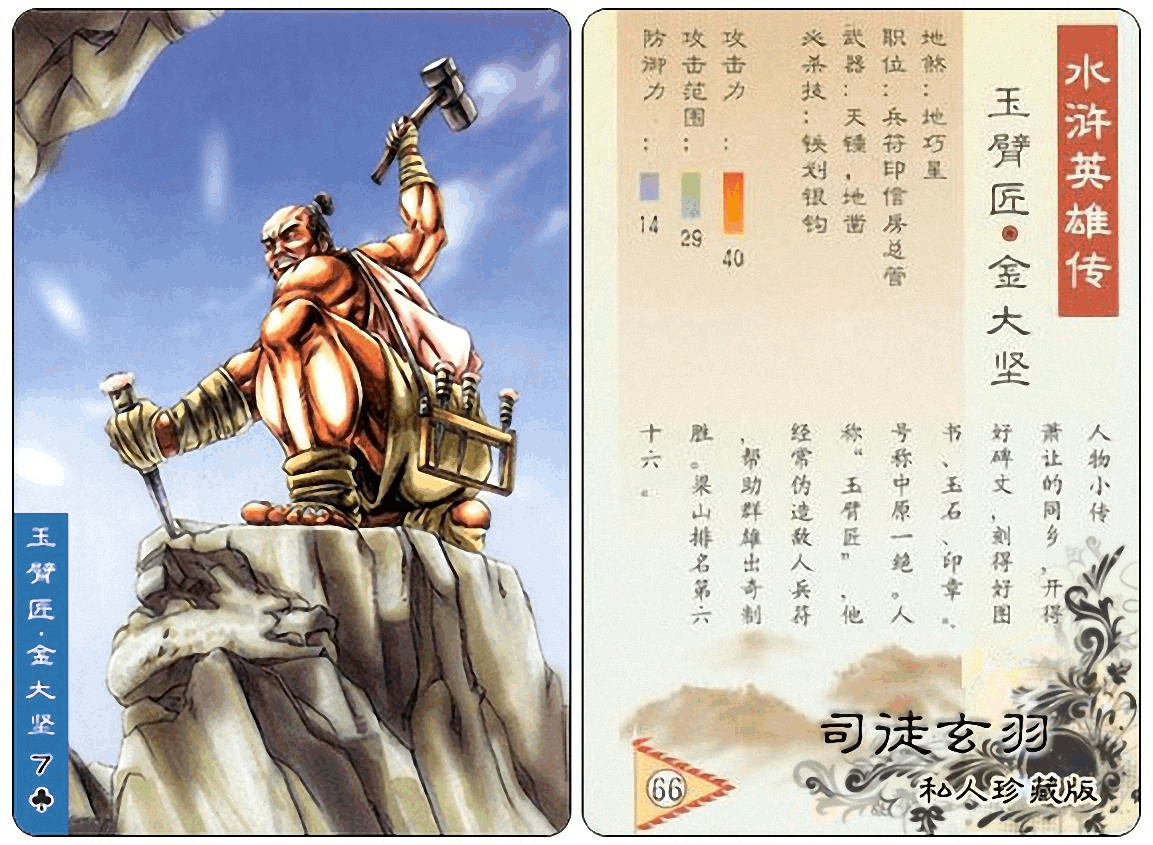 玉臂匠·金大坚 7
水浒英雄传
玉臂匠·金大坚
地煞：地巧星
职位：兵符印信房总管
武器：天锤，地凿
必杀技：铁划银钩
攻击力：40
攻击范围：29
防御力：14
人物小传
萧让的同乡，开得
好碑文，刻得好图
书、玉石、印章。
号称中原一绝。人
称“玉臂匠”，他
经常伪造敌人兵符
，帮助群雄出奇制
胜。梁山排名第六
十六。
66
司徒玄羽
私人珍藏版